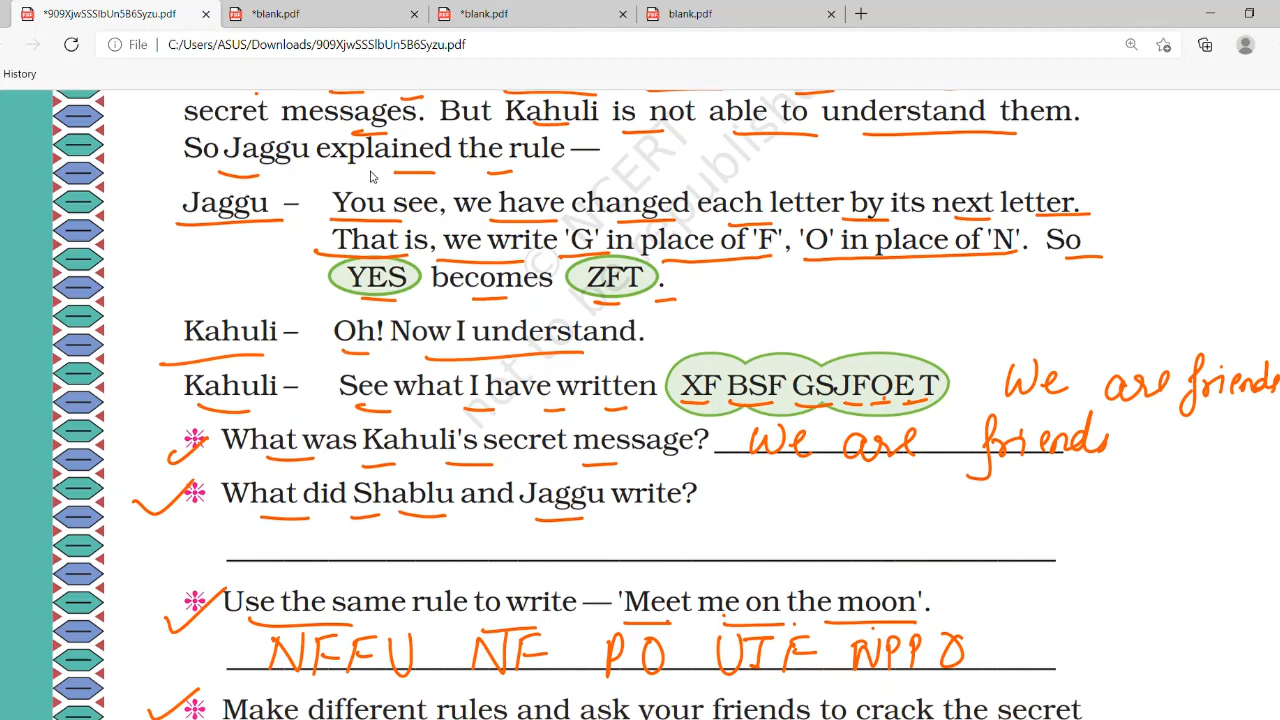 *909XjwSSSlbUn5B6Syzu.pdf
*blank.pdf
*blank.pdf
blank.pdf
File
C:/Users/ASUS/Downloads/909XjwSSSlbUn5B6Syzu.pdf
History
secret messages. But Kahuli is not able to understand them.
So Jaggu explained the rule —
Jaggu – You see, we have changed each letter by its next letter.
That is, we write 'G' in place of 'F', 'O' in place of 'N'. So
YES becomes ZFT .
Kahuli – Oh! Now I understand.
Kahuli – See what I have written XF BSF GSJFOET We are friends
What was Kahuli's secret message? We are friends
What did Shablu and Jaggu write?
Use the same rule to write — 'Meet me on the moon'.
NFFU NF PO UIF NPPO
Make different rules and ask your friends to crack the secret
© NCERT
not to be republished